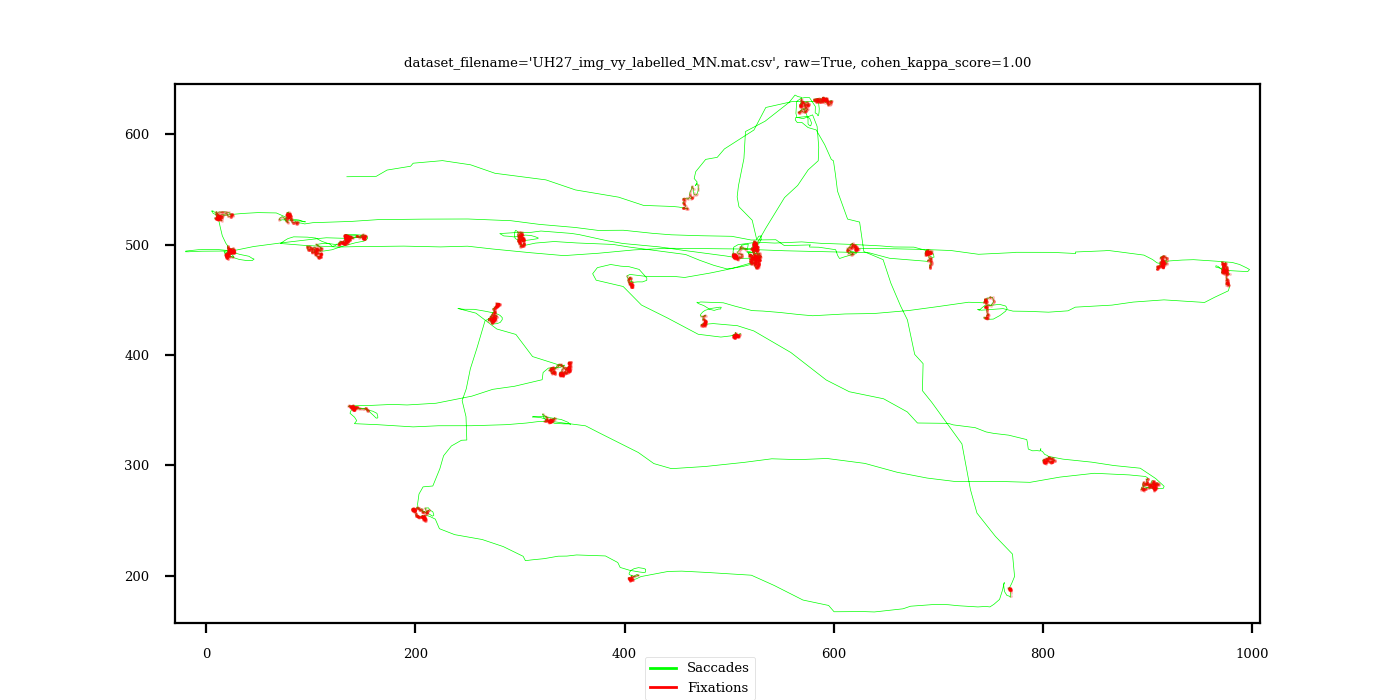 dataset_filename='UH27_img_vy_labelled_MN.mat.csv', raw=True, cohen_kappa_score=1.00
600
500
400
300
200
0 200 400 600 800 1000
Saccades
Fixations